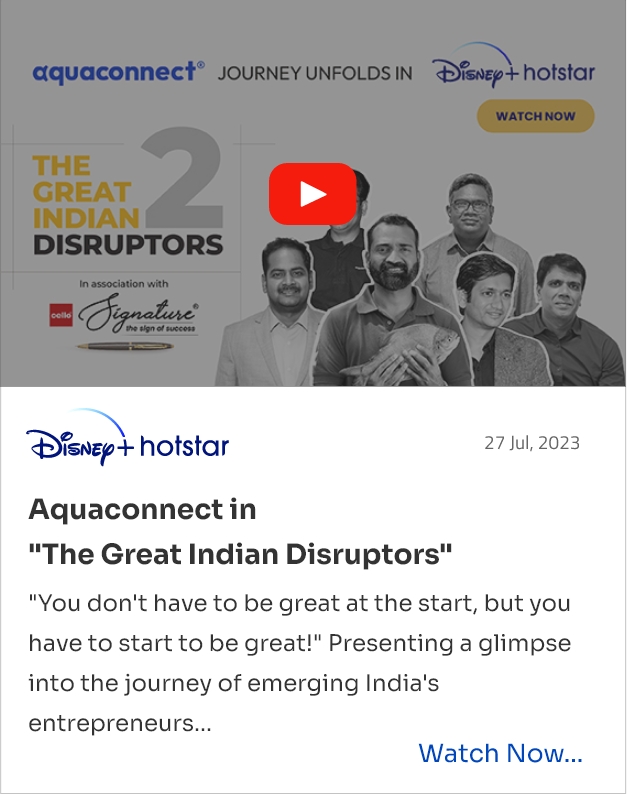 aquaconnect® JOURNEY UNFOLDS IN Disney+ hotstar
WATCH NOW
2
THE
GREAT
INDIAN
DISRUPTORS
In association with
cello Signature®
the sign of success
Disney+ hotstar
27 Jul, 2023
Aquaconnect in
"The Great Indian Disruptors"
"You don't have to be great at the start, but you
have to start to be great!" Presenting a glimpse
into the journey of emerging India's
entrepreneurs...
Watch Now...